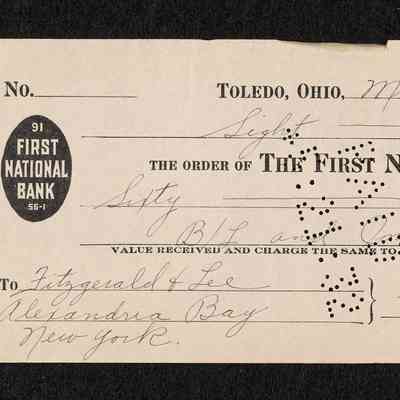 No. TOLEDO, OHIO, M
91
FIRST
NATIONAL
BANK
56-1
Sight
THE ORDER OF THE FIRST N
Sixty
B/L and
VALUE RECEIVED AND CHARGE THE SAME TO
To Fitzgerald & Lee
Alexandria Bay
New York.